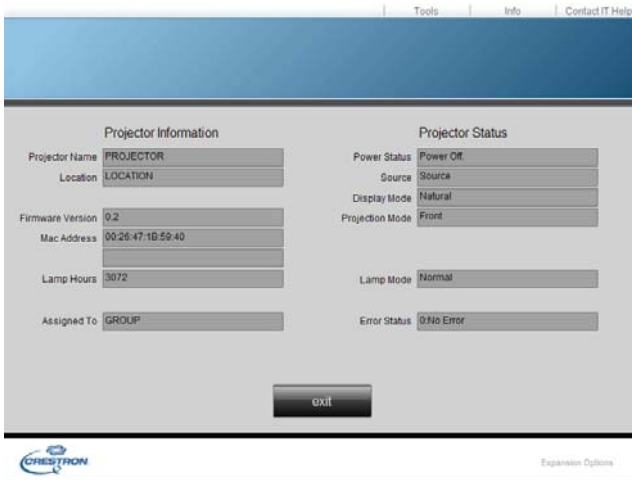 Tools Info Contact IT Help
Projector Information
Projector Name PROJECTOR
Location LOCATION
Firmware Version 0.2
Mac Address 00:26:47:1B:59:40
Lamp Hours 3072
Assigned To GROUP
Projector Status
Power Status Power Off.
Source Source
Display Mode Natural
Projection Mode Front
Lamp Mode Normal
Error Status 0:No Error
exit
CRESTRON
Expansion Options